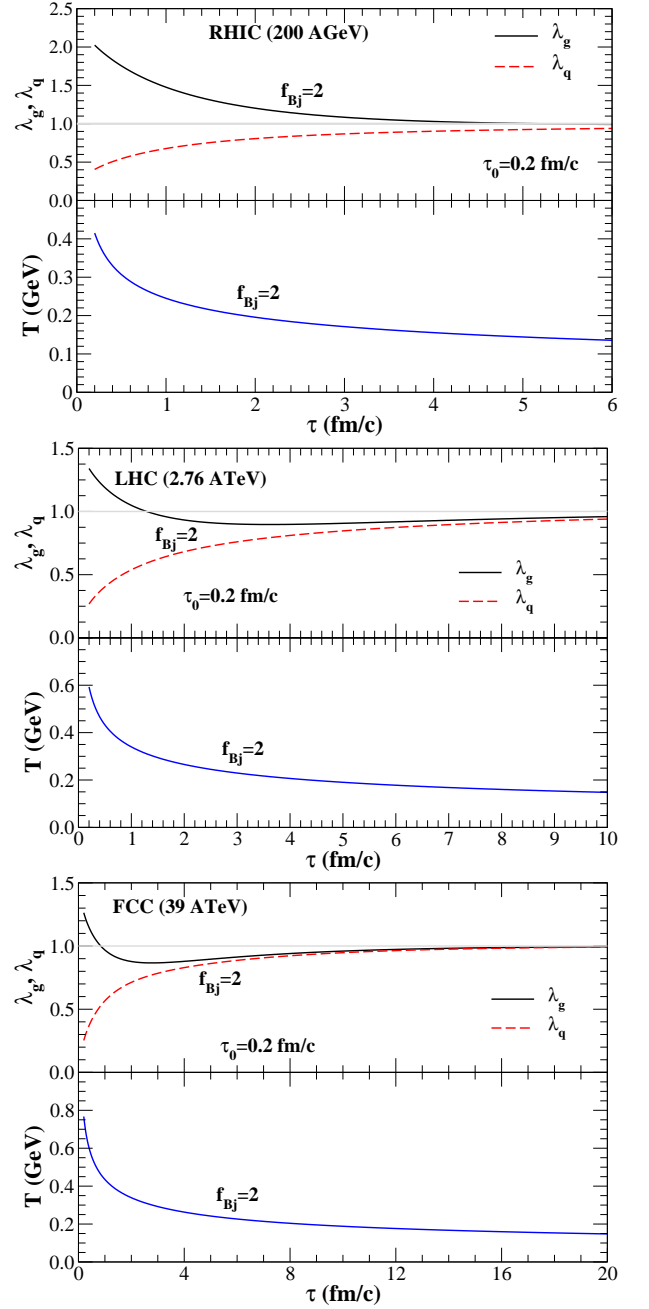 RHIC (200 AGeV)
λg
λq
fBj=2
τ0=0.2 fm/c
λg, λq
2.5
2.0
1.5
1.0
0.5
0.0
fBj=2
T (GeV)
0.4
0.3
0.2
0.1
0
0 1 2 3 4 5 6
τ (fm/c)
LHC (2.76 ATeV)
fBj=2
λg
λq
τ0=0.2 fm/c
λg, λq
1.5
1.0
0.5
0.0
fBj=2
T (GeV)
0.6
0.4
0.2
0.0
0 1 2 3 4 5 6 7 8 9 10
τ (fm/c)
FCC (39 ATeV)
fBj=2
λg
λq
τ0=0.2 fm/c
λg, λq
1.5
1.0
0.5
0.0
fBj=2
T (GeV)
0.8
0.6
0.4
0.2
0.0
0 4 8 12 16 20
τ (fm/c)